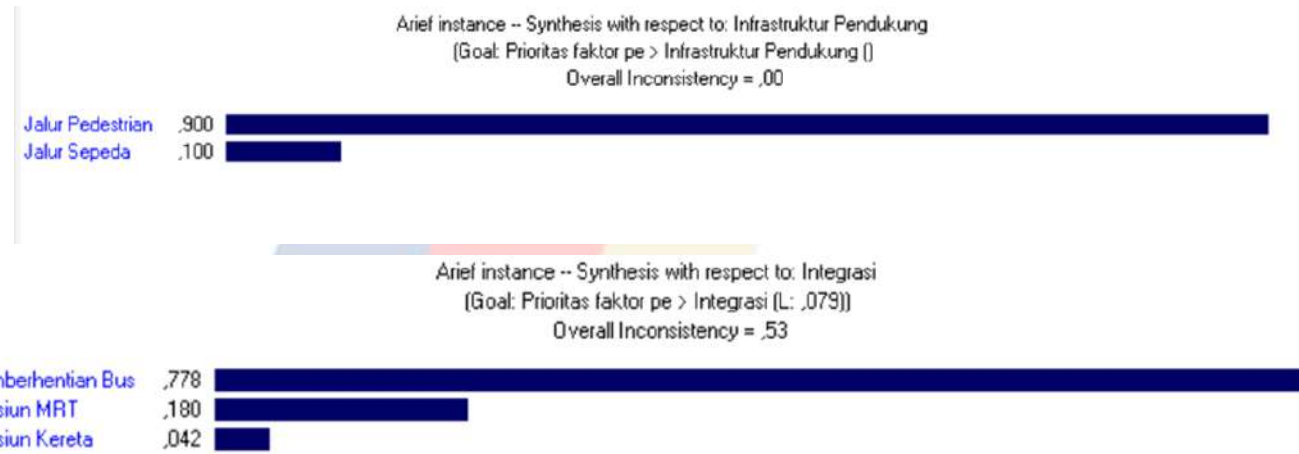 Arief instance -- Synthesis with respect to: Infrastruktur Pendukung
(Goal: Prioritas faktor pe > Infrastruktur Pendukung ()
Overall Inconsistency = ,00
Jalur Pedestrian ,900
Jalur Sepeda ,100
Arief instance -- Synthesis with respect to: Integrasi
(Goal: Prioritas faktor pe > Integrasi (L: ,079))
Overall Inconsistency = ,53
nberhentian Bus ,778
siun MRT ,180
siun Kereta ,042